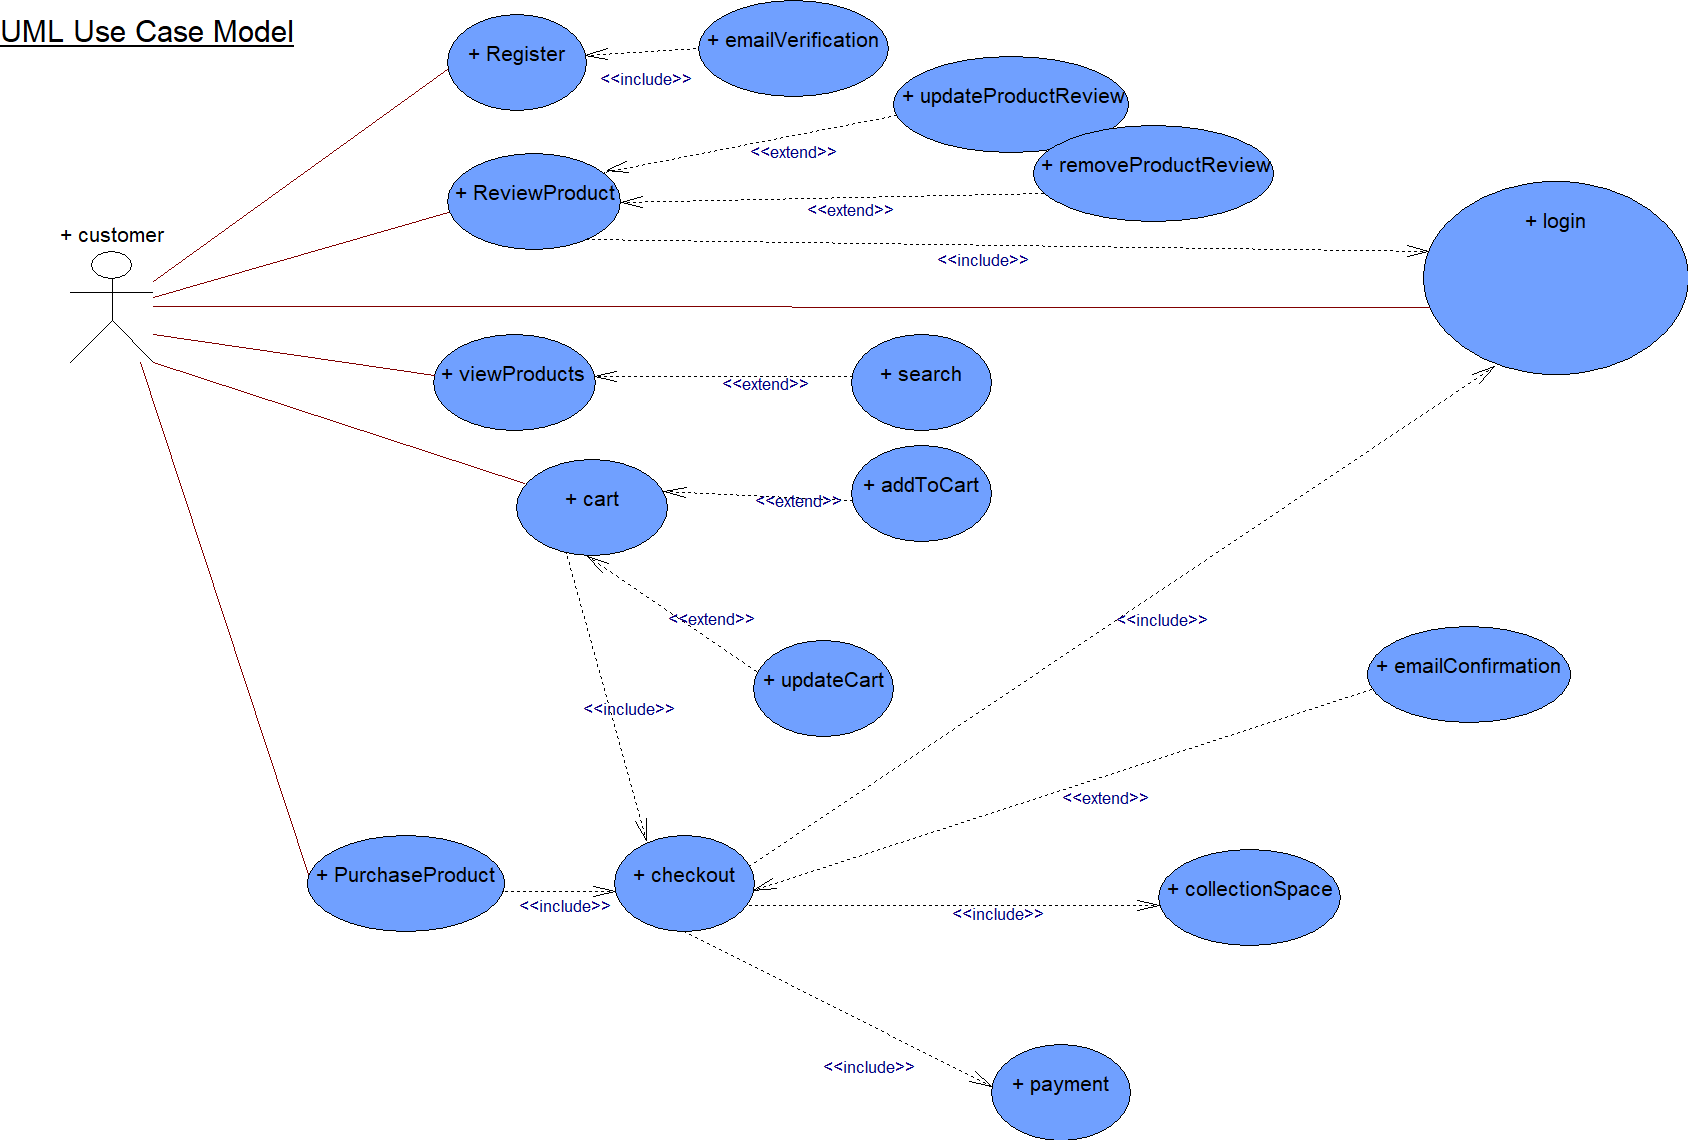 UML Use Case Model
+ Register
<<include>>
+ emailVerification
+ updateProductReview
<<extend>>
+ removeProductReview
+ ReviewProduct
<<extend>>
+ login
+ customer
<<include>>
+ viewProducts
<<extend>>
+ search
+ cart
<<extend>>
+ addToCart
<<extend>>
<<include>>
+ updateCart
+ emailConfirmation
<<include>>
<<extend>>
+ PurchaseProduct
<<include>>
+ checkout
+ collectionSpace
<<include>>
<<include>>
+ payment